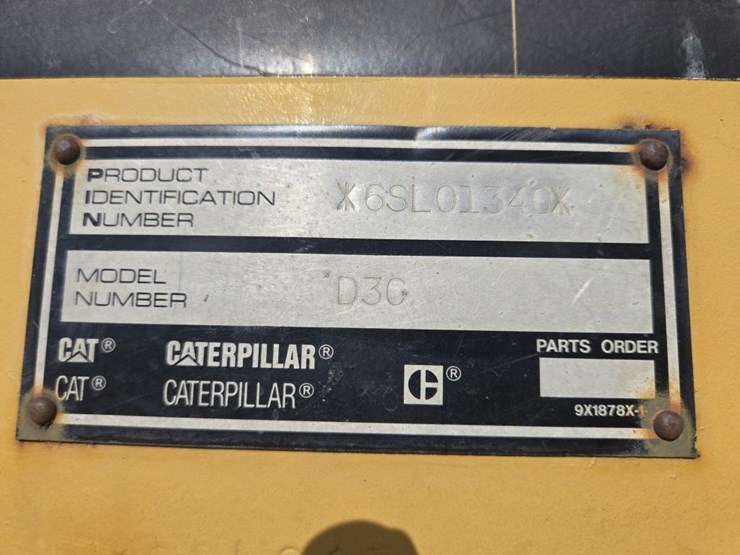 PRODUCT
IDENTIFICATION
NUMBER
*6SL01340*
MODEL
NUMBER
D3C
CAT®
CATERPILLAR®
CAT®
CATERPILLAR®
C®
PARTS ORDER
9X1878X-1